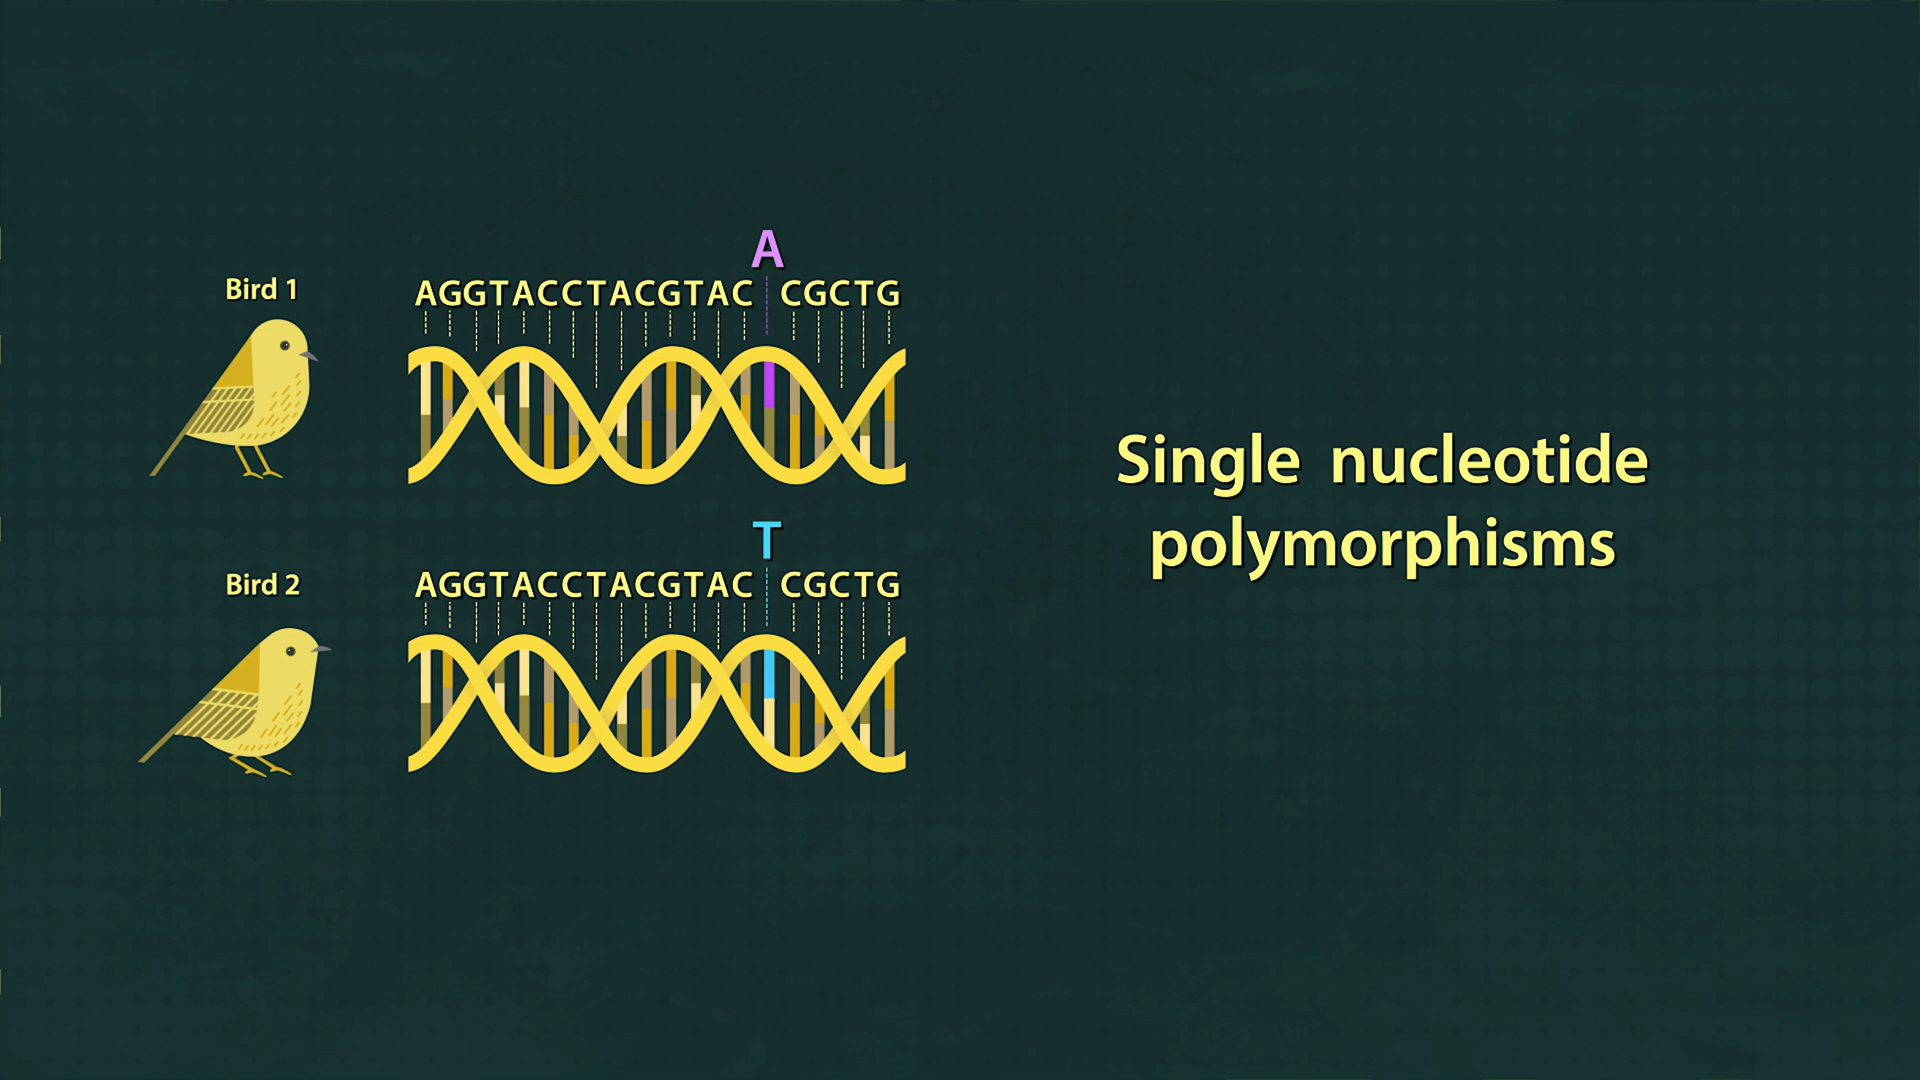 A
Bird 1
AGGTACCTACGTAC CGCTG
T
Bird 2
AGGTACCTACGTAC CGCTG
Single nucleotide
polymorphisms